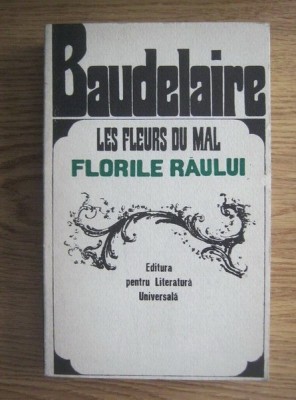 Baudelaire
LES FLEURS DU MAL
FLORILE RĂULUI
Editura
pentru Literatură
Universală